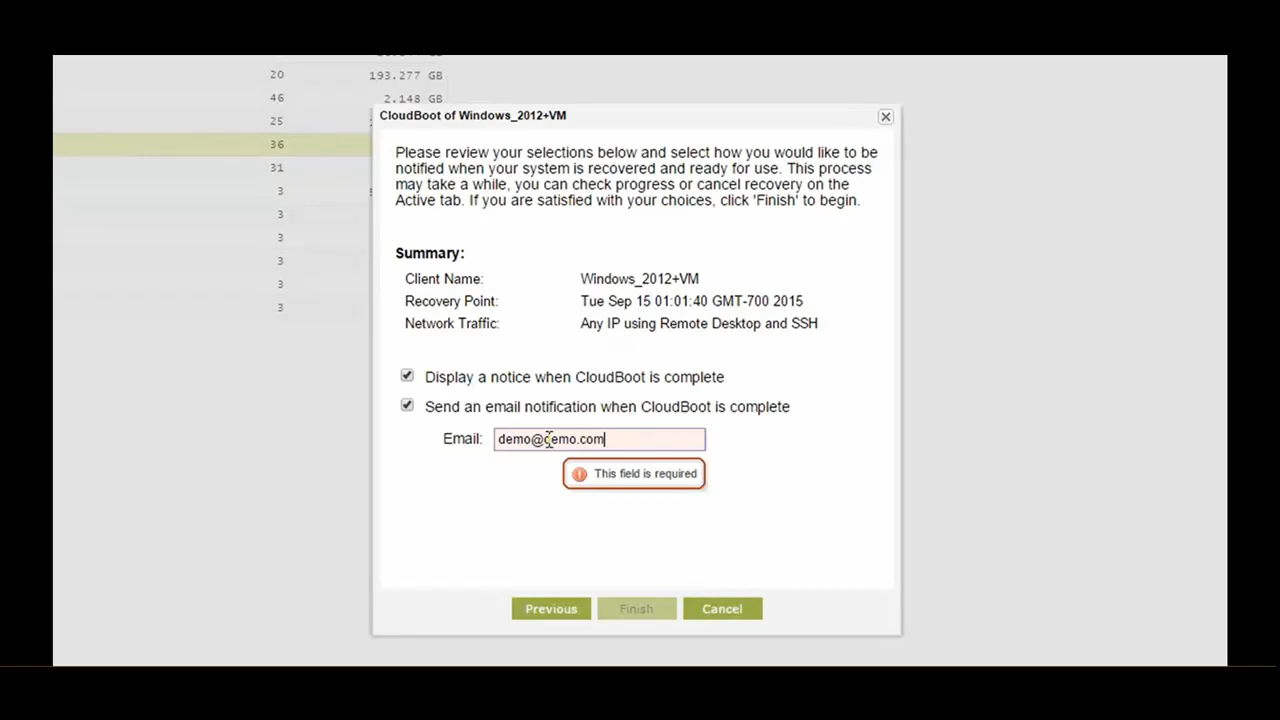 20 193.277 GB
46 2.148 GB
25
36
31
3
3
3
3
3
3
CloudBoot of Windows_2012+VM
Please review your selections below and select how you would like to be
notified when your system is recovered and ready for use. This process
may take a while, you can check progress or cancel recovery on the
Active tab. If you are satisfied with your choices, click 'Finish' to begin.
Summary:
Client Name: Windows_2012+VM
Recovery Point: Tue Sep 15 01:01:40 GMT-700 2015
Network Traffic: Any IP using Remote Desktop and SSH
Display a notice when CloudBoot is complete
Send an email notification when CloudBoot is complete
Email: demo@demo.com
This field is required
Previous Finish Cancel